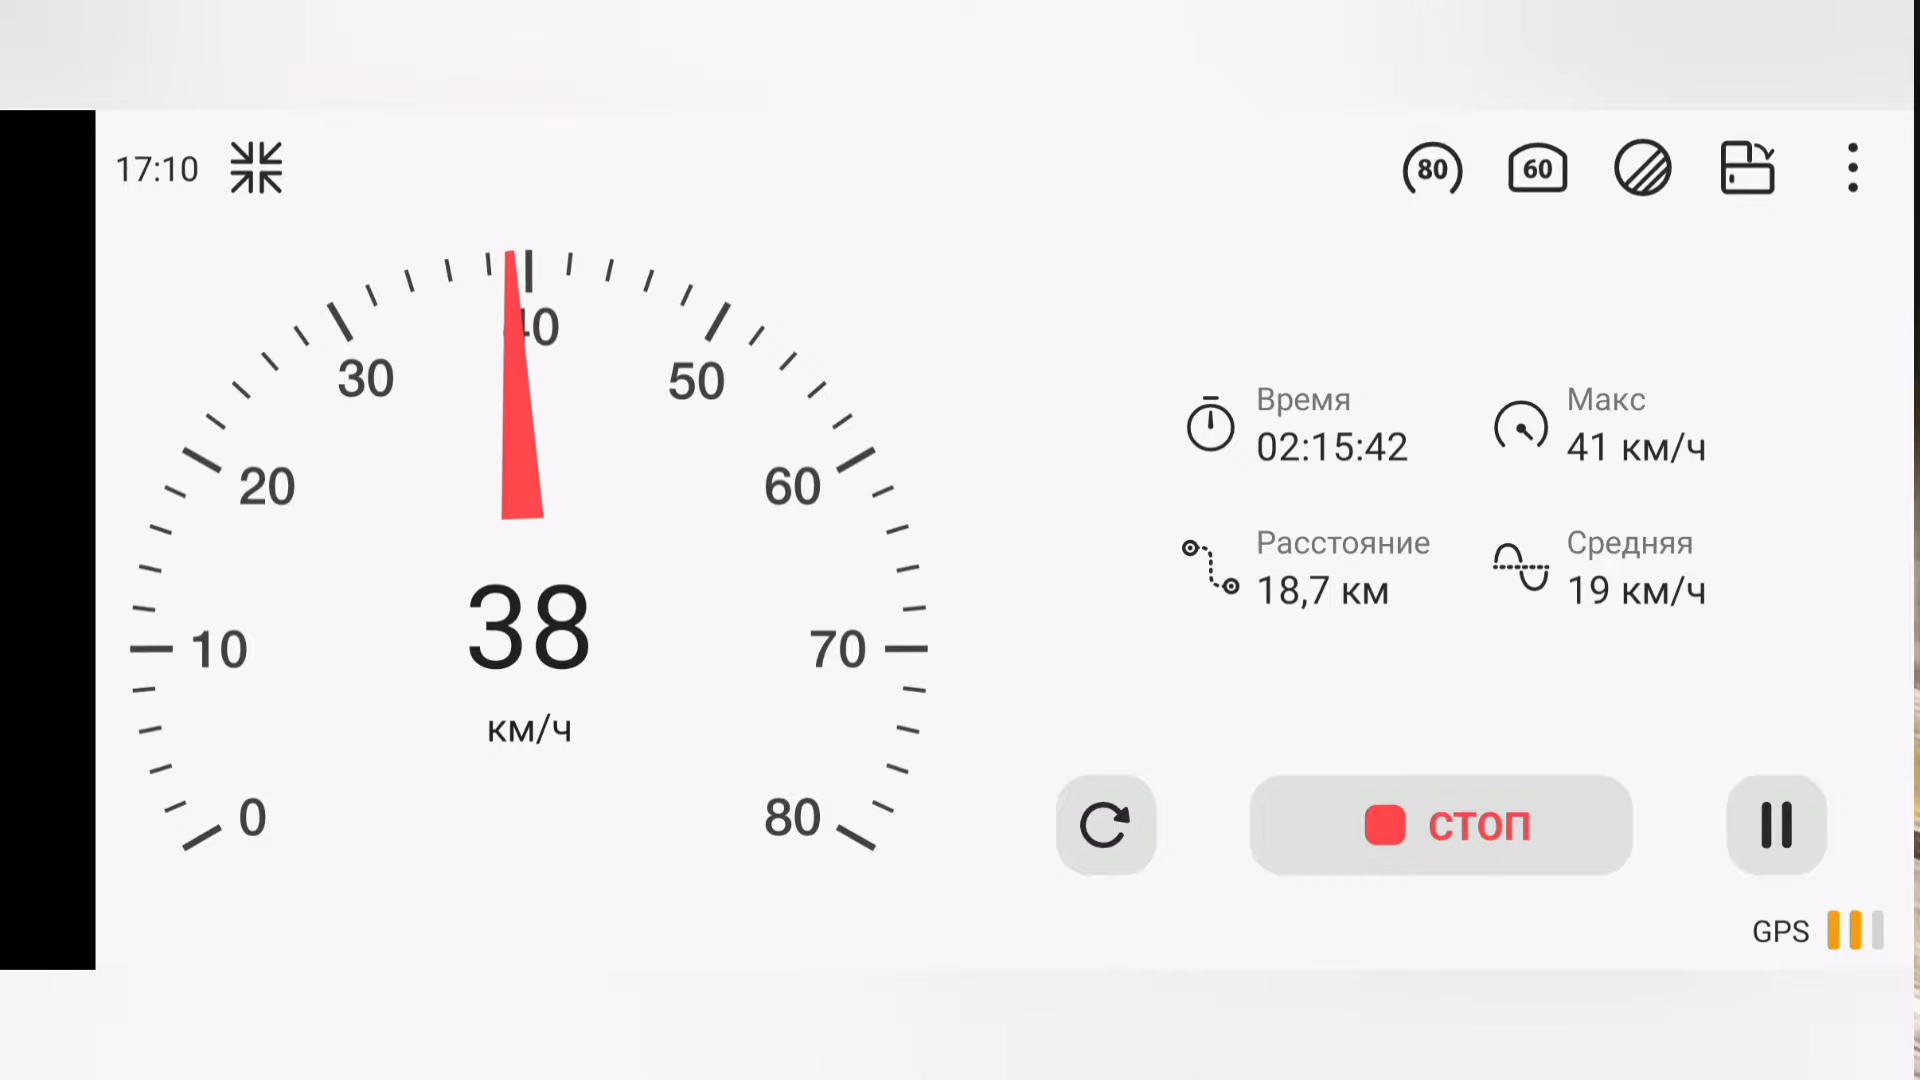 17:10
80
60
40
30
50
20
60
10
70
0
80
38
км/ч
Время
02:15:42
Макс
41 км/ч
Расстояние
18,7 км
Средняя
19 км/ч
СТОП
GPS